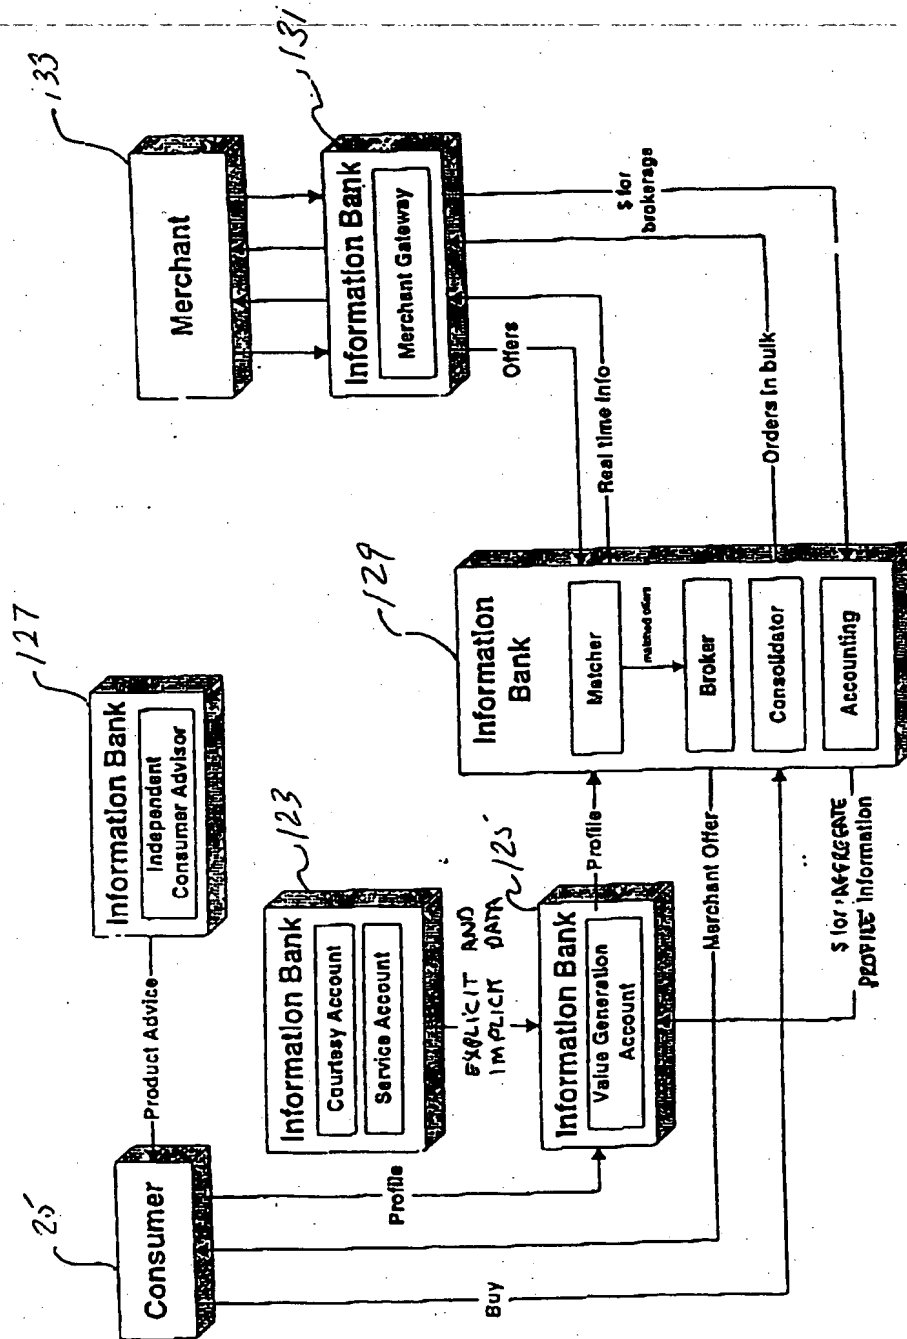 133
Merchant
131
Information Bank
Merchant Gateway
Offers
Real time Info
Orders in bulk
$ for
brokerage
127
Information Bank
Independent
Consumer Advisor
Product Advice
25
Consumer
123
Information Bank
Courtesy Account
Service Account
EXPLICIT AND
IMPLICIT DATA
125
Information Bank
Value Generation
Account
Profile
Profile
Merchant Offer
Buy
$ for "AGGREGATE
PROFILE" Information
129
Information
Bank
Matcher
matched offers
Broker
Consolidator
Accounting